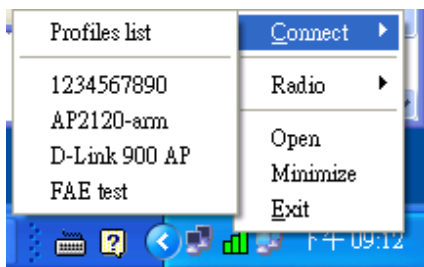 Profiles list
1234567890
AP2120-arm
D-Link 900 AP
FAE test
Connect
Radio
Open
Minimize
Exit
下午 09:12